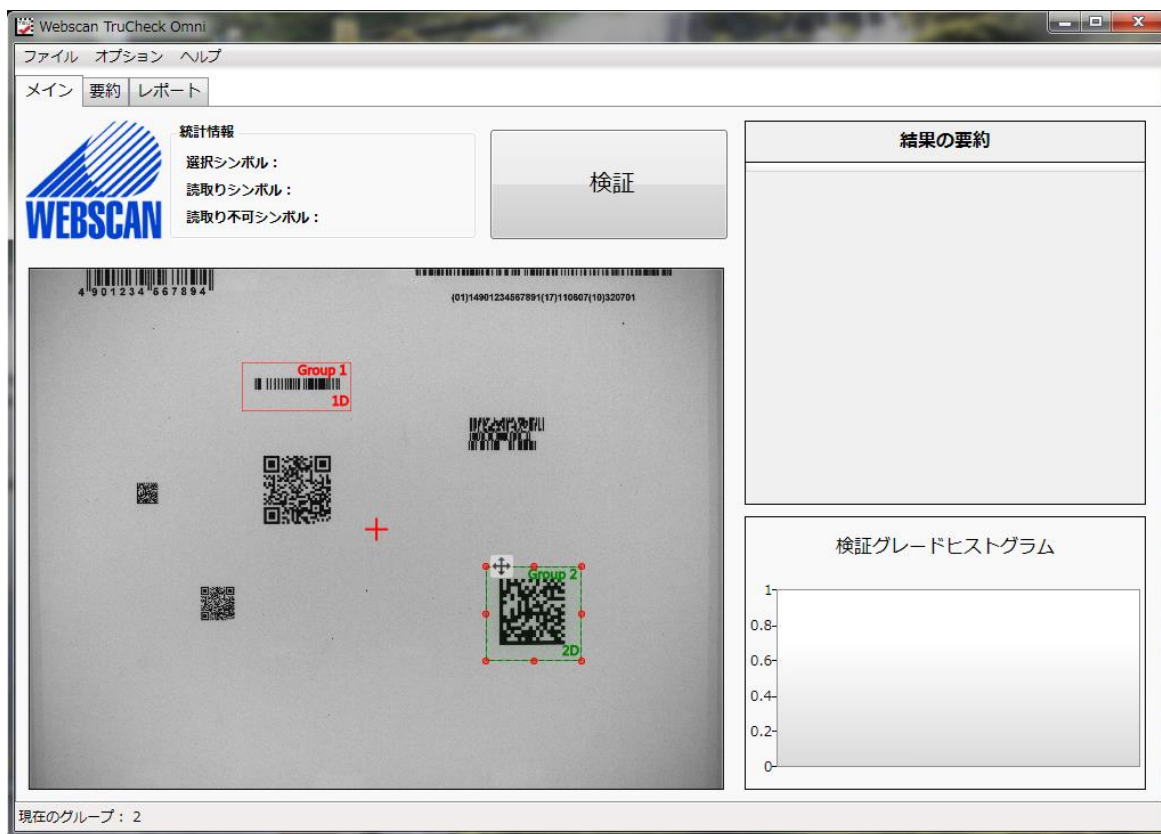 Webscan TruCheck Omni
ファイル オプション ヘルプ
メイン 要約 レポート
WEBSCAN
統計情報
選択シンボル：
読取りシンボル：
読取り不可シンボル：
検証
結果の要約
4 901234 567894
(01)14901234567891(17)110607(10)320701
Group 1
1D
Group 2
2D
検証グレードヒストグラム
1
0.8
0.6
0.4
0.2
0
現在のグループ： 2